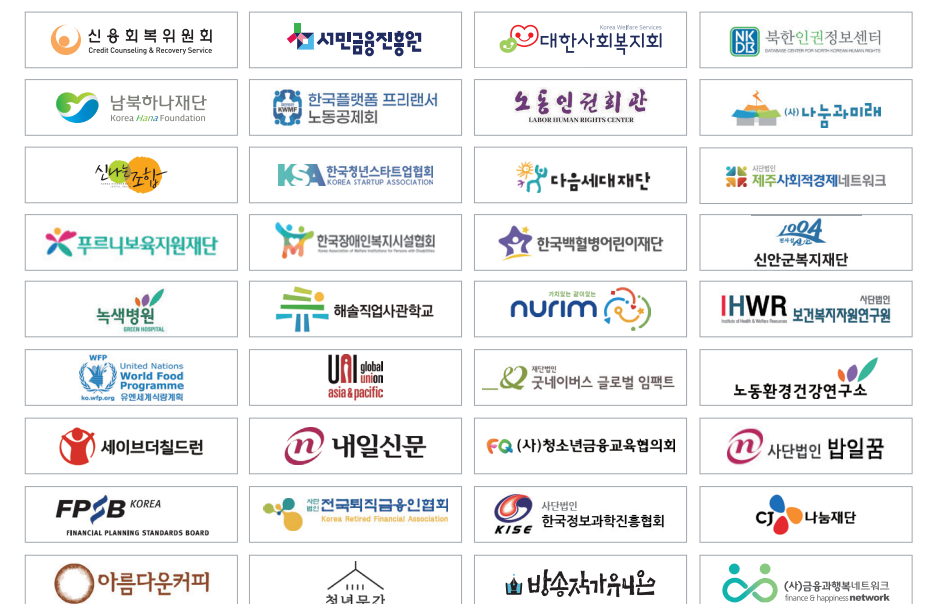 신용회복위원회
Credit Counseling & Recovery Service
서민금융진흥원
Korea Welfare Services
대한사회복지회
NK
DB
북한인권정보센터
DATABASE CENTER FOR NORTH KOREAN HUMAN RIGHTS
남북하나재단
Korea Hana Foundation
KWMF
한국플랫폼 프리랜서
노동공제회
노동인권회관
LABOR HUMAN RIGHTS CENTER
(사)나눔과미래
신나는조합
KSA
한국청년스타트업협회
KOREA STARTUP ASSOCIATION
다음세대재단
사단법인
제주사회적경제네트워크
푸르니보육지원재단
한국장애인복지시설협회
한국백혈병어린이재단
1004
신안군복지재단
녹색병원
GREEN HOSPITAL
해솔직업사관학교
가치있는 같이있는
nurim
IHWR
Institute of Health & Welfare Resources
사단법인
보건복지자원연구원
WFP
United Nations
World Food
Programme
ko.wfp.org 유엔세계식량계획
UNI
global
union
asia & pacific
재단법인
굿네이버스 글로벌 임팩트
노동환경건강연구소
세이브더칠드런
내일신문
FQ (사)청소년금융교육협의회
사단법인 밥일꿈
FPSB KOREA
FINANCIAL PLANNING STANDARDS BOARD
사단
법인 전국퇴직금융인협회
Korea Retired Financial Association
KISE
사단법인
한국정보과학진흥협회
CJ 나눔재단
아름다운커피
청년문간
방송작가유니온
(사)금융과행복네트워크
finance & happiness network